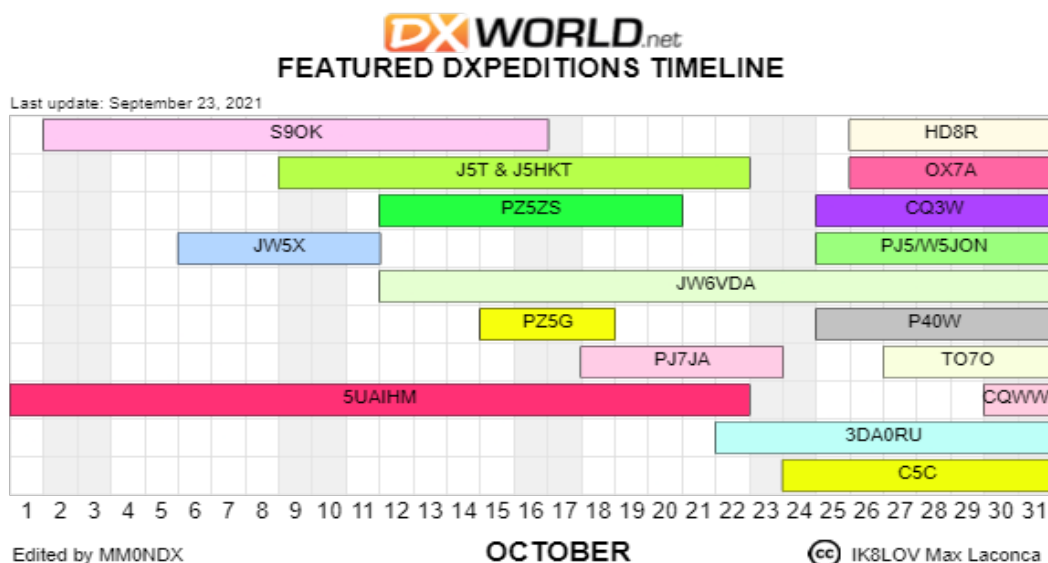 DX WORLD.net
FEATURED DXPEDITIONS TIMELINE
Last update: September 23, 2021
S9OK HD8R
J5T & J5HKT OX7A
PZ5ZS CQ3W
JW5X PJ5/W5JON
JW6VDA
PZ5G P40W
PJ7JA TO7O
5UAIHM CQWW
3DA0RU
C5C
1 2 3 4 5 6 7 8 9 10 11 12 13 14 15 16 17 18 19 20 21 22 23 24 25 26 27 28 29 30 31
Edited by MM0NDX OCTOBER (cc) IK8LOV Max Laconca